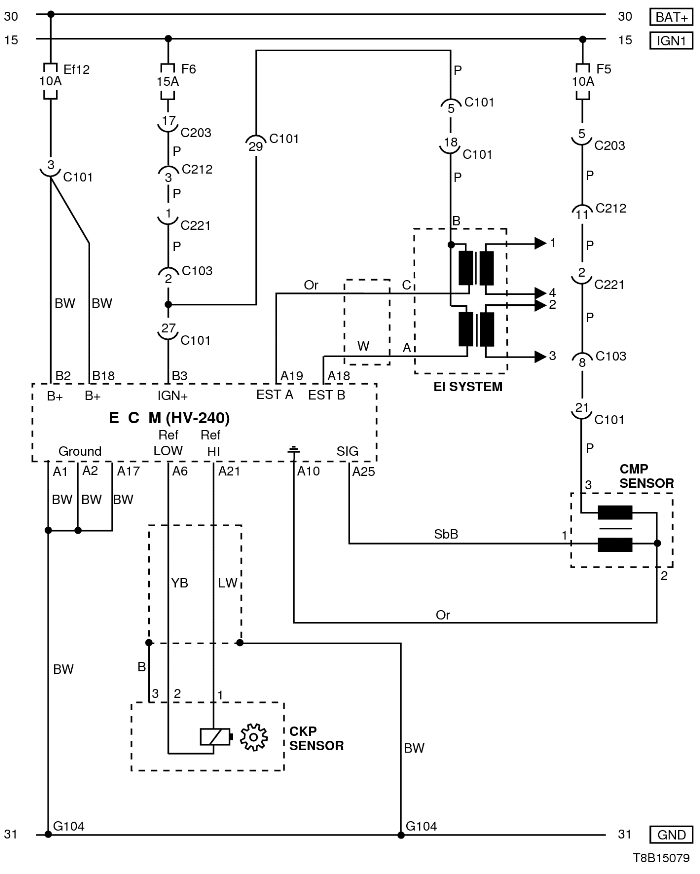 30 30 BAT+
15 15 IGN1
Ef12 F6 F5
10A 15A 10A
P
5 C101
17 C203
29 C101
5 C203
P
18 C101
3 C101
3 C212
P P
P
11 C212
1 C221
B
P P
1
2 C103
2 C221
Or C 4
BW BW 2
P
27 C101
W A 3
8 C103
B2 B18 B3 A19 A18 EI SYSTEM
B+ B+ IGN+ EST A EST B
21 C101
E C M (HV-240)
Ref Ref
Ground LOW HI SIG
P
A1 A2 A17 A6 A21 A10 A25
CMP
SENSOR
3
BW BW BW
SbB 1
2
YB LW
Or
B BW
3 2 1
CKP
SENSOR
BW
G104 G104
31 31 GND
T8B15079